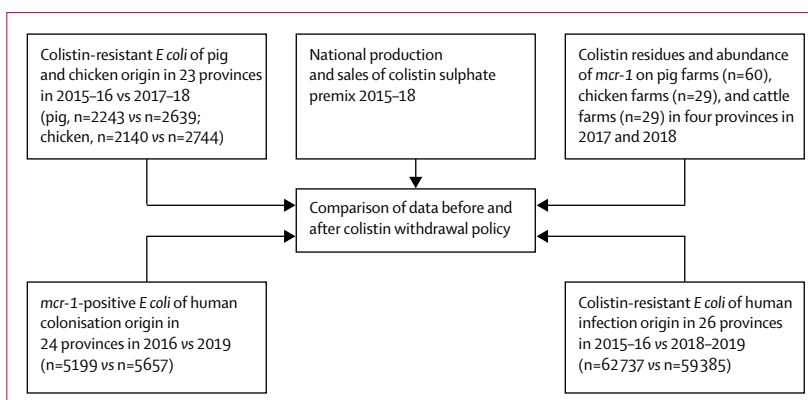 Colistin-resistant E coli of pig
and chicken origin in 23 provinces
in 2015–16 vs 2017–18
(pig, n=2243 vs n=2639;
chicken, n=2140 vs n=2744)
National production
and sales of colistin sulphate
premix 2015–18
Colistin residues and abundance
of mcr-1 on pig farms (n=60),
chicken farms (n=29), and cattle
farms (n=29) in four provinces in
2017 and 2018
Comparison of data before and
after colistin withdrawal policy
mcr-1-positive E coli of human
colonisation origin in
24 provinces in 2016 vs 2019
(n=5199 vs n=5657)
Colistin-resistant E coli of human
infection origin in 26 provinces
in 2015–16 vs 2018–2019
(n=62 737 vs n=59 385)